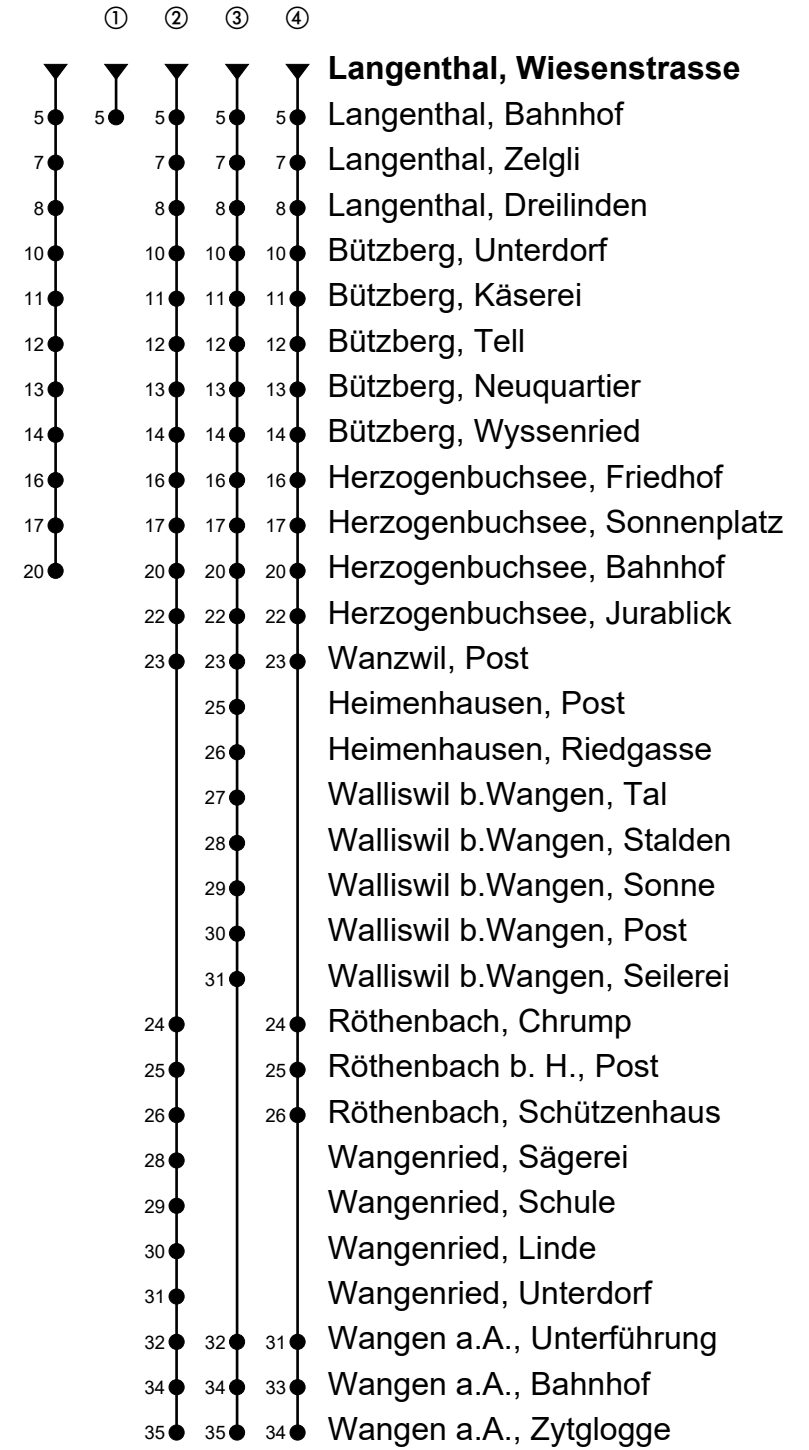 ① ② ③ ④
Langenthal, Wiesenstrasse
5 5 5 5 5 Langenthal, Bahnhof
7 7 7 7 Langenthal, Zelgli
8 8 8 8 Langenthal, Dreilinden
10 10 10 10 Bützberg, Unterdorf
11 11 11 11 Bützberg, Käserei
12 12 12 12 Bützberg, Tell
13 13 13 13 Bützberg, Neuquartier
14 14 14 14 Bützberg, Wyssenried
16 16 16 16 Herzogenbuchsee, Friedhof
17 17 17 17 Herzogenbuchsee, Sonnenplatz
20 20 20 20 Herzogenbuchsee, Bahnhof
22 22 22 Herzogenbuchsee, Jurablick
23 23 23 Wanzwil, Post
25 Heimenhausen, Post
26 Heimenhausen, Riedgasse
27 Walliswil b.Wangen, Tal
28 Walliswil b.Wangen, Stalden
29 Walliswil b.Wangen, Sonne
30 Walliswil b.Wangen, Post
31 Walliswil b.Wangen, Seilerei
24 24 Röthenbach, Chrump
25 25 Röthenbach b. H., Post
26 26 Röthenbach, Schützenhaus
28 Wangenried, Sägerei
29 Wangenried, Schule
30 Wangenried, Linde
31 Wangenried, Unterdorf
32 32 31 Wangen a.A., Unterführung
34 34 33 Wangen a.A., Bahnhof
35 35 34 Wangen a.A., Zytglogge